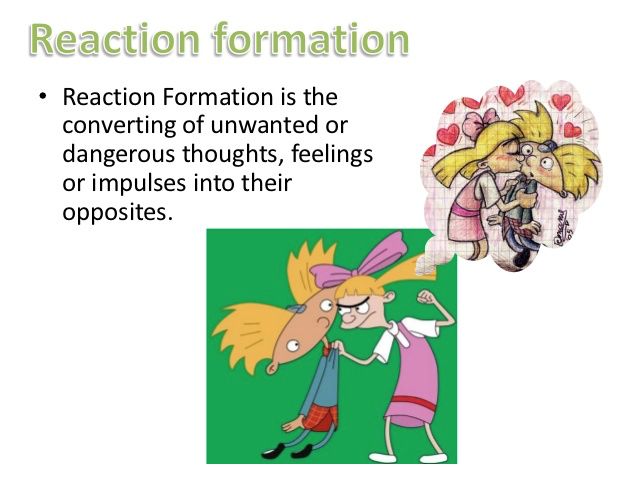 Reaction formation
• Reaction Formation is the
converting of unwanted or
dangerous thoughts, feelings
or impulses into their
opposites.